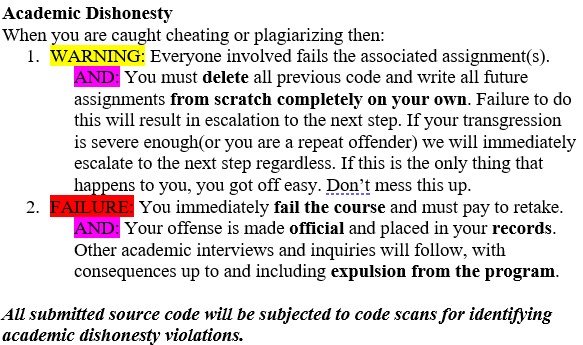 Academic Dishonesty
When you are caught cheating or plagiarizing then:
1. WARNING: Everyone involved fails the associated assignment(s).
AND: You must delete all previous code and write all future
assignments from scratch completely on your own. Failure to do
this will result in escalation to the next step. If your transgression
is severe enough(or you are a repeat offender) we will immediately
escalate to the next step regardless. If this is the only thing that
happens to you, you got off easy. Don't mess this up.
2. FAILURE: You immediately fail the course and must pay to retake.
AND: Your offense is made official and placed in your records.
Other academic interviews and inquiries will follow, with
consequences up to and including expulsion from the program.
All submitted source code will be subjected to code scans for identifying
academic dishonesty violations.